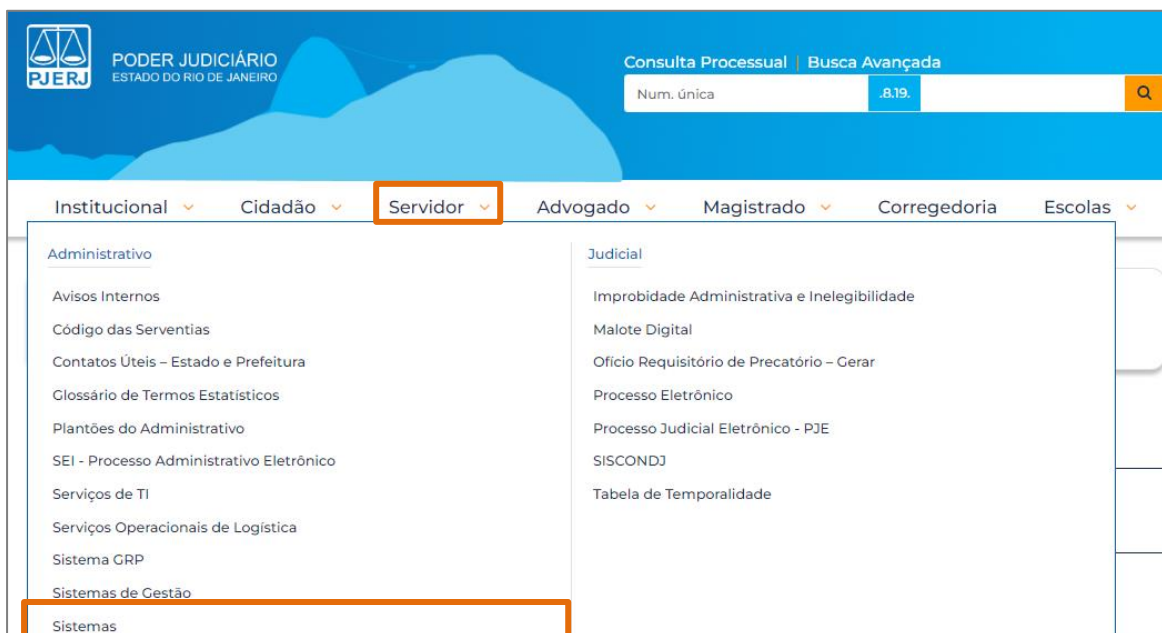 PJERJ
PODER JUDICIÁRIO
ESTADO DO RIO DE JANEIRO
Consulta Processual | Busca Avançada
Num. única .8.19.
Institucional Cidadão Servidor Advogado Magistrado Corregedoria Escolas
Administrativo
Avisos Internos
Código das Serventias
Contatos Úteis – Estado e Prefeitura
Glossário de Termos Estatísticos
Plantões do Administrativo
SEI - Processo Administrativo Eletrônico
Serviços de TI
Serviços Operacionais de Logística
Sistema GRP
Sistemas de Gestão
Sistemas
Judicial
Improbidade Administrativa e Inelegibilidade
Malote Digital
Ofício Requisitório de Precatório – Gerar
Processo Eletrônico
Processo Judicial Eletrônico - PJE
SISCONDJ
Tabela de Temporalidade